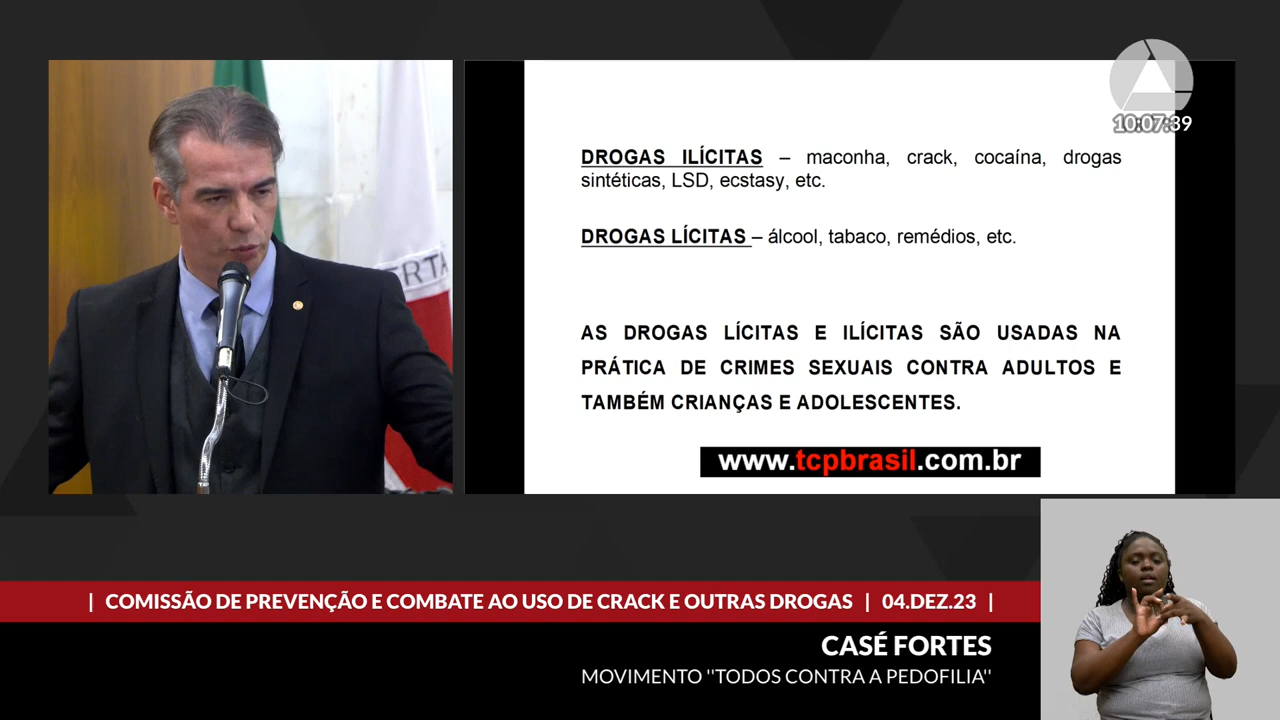 10:07:39
DROGAS ILÍCITAS – maconha, crack, cocaína, drogas
sintéticas, LSD, ecstasy, etc.
DROGAS LÍCITAS – álcool, tabaco, remédios, etc.
AS DROGAS LÍCITAS E ILÍCITAS SÃO USADAS NA
PRÁTICA DE CRIMES SEXUAIS CONTRA ADULTOS E
TAMBÉM CRIANÇAS E ADOLESCENTES.
www.tcpbrasil.com.br
ERTA
| COMISSÃO DE PREVENÇÃO E COMBATE AO USO DE CRACK E OUTRAS DROGAS | 04.DEZ.23 |
CASÉ FORTES
MOVIMENTO "TODOS CONTRA A PEDOFILIA"